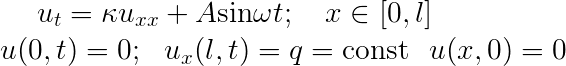 u_t = κu_{xx} + A sin ωt;   x ∈ [0, l]
u(0, t) = 0;  u_x(l, t) = q = const  u(x, 0) = 0